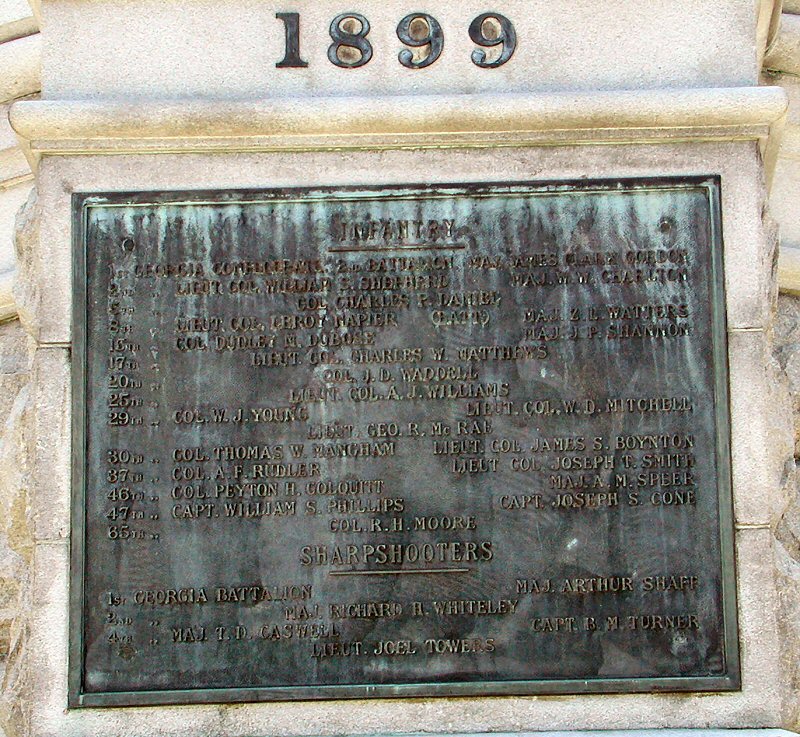 1899
INFANTRY
1ST GEORGIA CONFEDERATE, 2ND BATTALION MAJ. JAMES CLARK GORDON
2ND „ LIEUT. COL. WILLIAM S. SHEPHERD MAJ. W. W. CHARLTON
5TH „ COL. CHARLES P. DANIEL
8TH „ LIEUT. COL. LEROY NAPIER MAJ. Z. L. WATTERS
15TH „ COL. DUDLEY M. DUBOSE MAJ. J. P. SHANNON
17TH „ LIEUT. COL. CHARLES W. MATTHEWS
20TH „ COL. J. D. WADDELL
25TH „ LIEUT. COL. A. J. WILLIAMS
29TH „ COL. W. J. YOUNG LIEUT. COL. W. D. MITCHELL
LIEUT. GEO. R. MCRAE
30TH „ COL. THOMAS W. MANGHAM LIEUT. COL. JAMES S. BOYNTON
37TH „ COL. A. F. RUDLER LIEUT. COL. JOSEPH T. SMITH
46TH „ COL. PEYTON H. COLQUITT MAJ. A. M. SPEER
47TH „ CAPT. WILLIAM S. PHILLIPS CAPT. JOSEPH S. CONE
65TH „ COL. R. H. MOORE
SHARPSHOOTERS
1ST GEORGIA BATTALION MAJ. ARTHUR SHAFF
2ND „ MAJ. RICHARD H. WHITELEY
4TH „ MAJ. T. D. CASWELL CAPT. B. M. TURNER
LIEUT. JOEL TOWERS